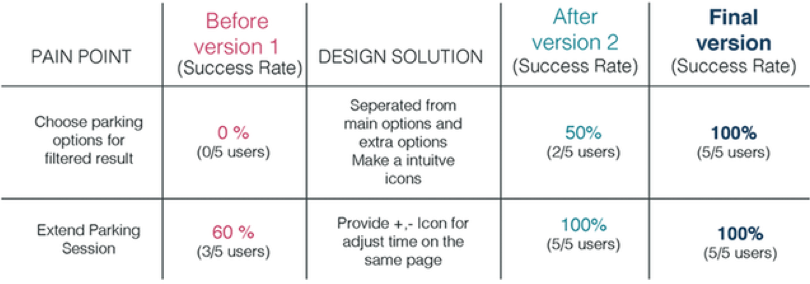 PAIN POINT
Before
version 1
(Success Rate)
DESIGN SOLUTION
After
version 2
(Success Rate)
Final
version
(Success Rate)
Choose parking
options for
filtered result
0 %
(0/5 users)
Seperated from
main options and
extra options
Make a intuitve
icons
50%
(2/5 users)
100%
(5/5 users)
Extend Parking
Session
60 %
(3/5 users)
Provide +,- Icon for
adjust time on the
same page
100%
(5/5 users)
100%
(5/5 users)